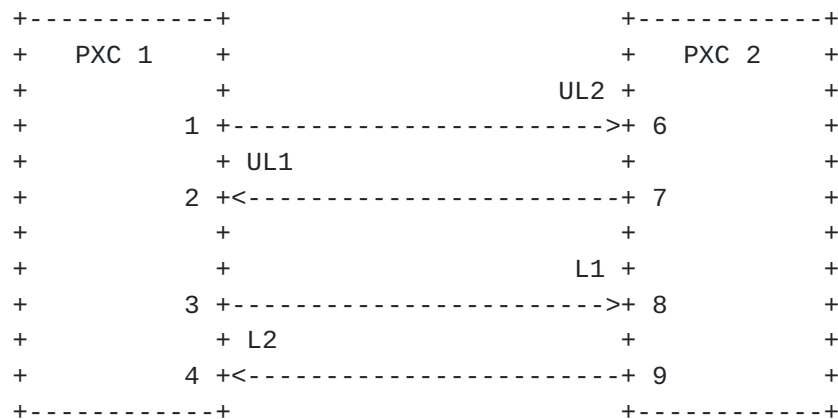 +------------+                         +------------+
+   PXC 1    +                         +   PXC 2    +
+            +                     UL2 +            +
+          1 +------------------------>+ 6          +
+            + UL1                     +            +
+          2 +<------------------------+ 7          +
+            +                         +            +
+            +                      L1 +            +
+          3 +------------------------>+ 8          +
+            + L2                      +            +
+          4 +<------------------------+ 9          +
+------------+                         +------------+